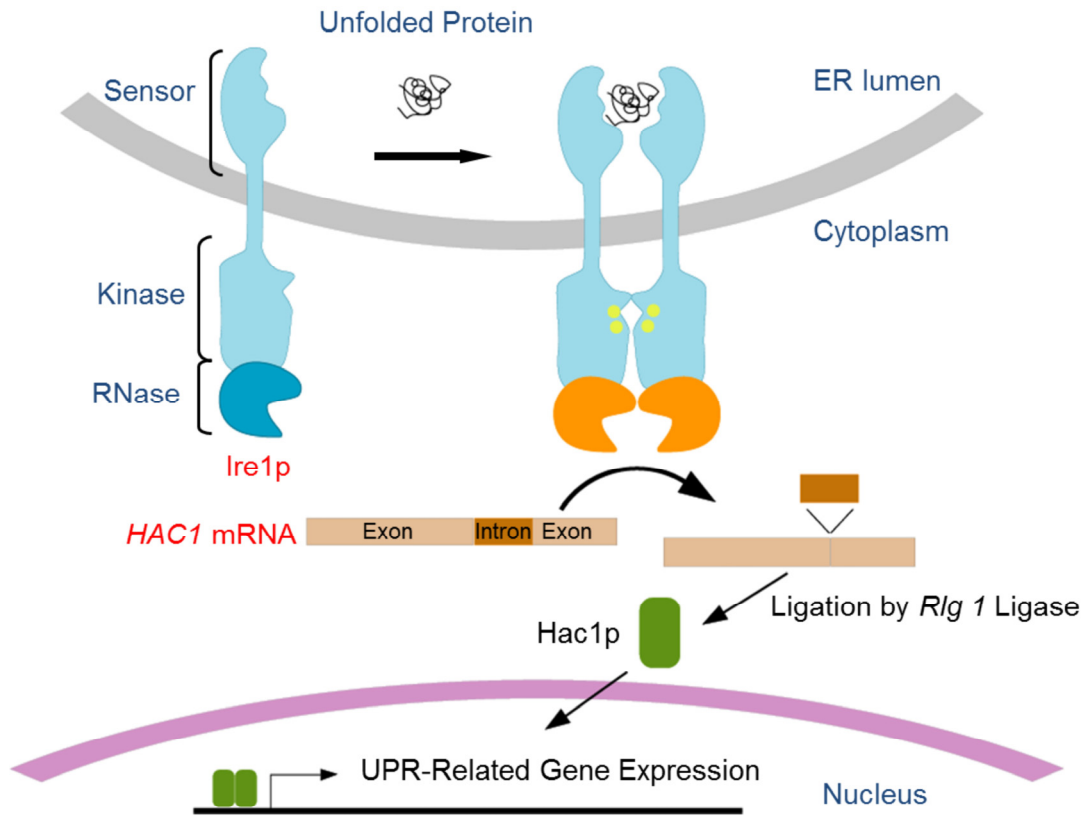 Unfolded Protein
Sensor
ER lumen
Cytoplasm
Kinase
RNase
Ire1p
HAC1 mRNA
Exon Intron Exon
Ligation by Rlg 1 Ligase
Hac1p
UPR-Related Gene Expression
Nucleus